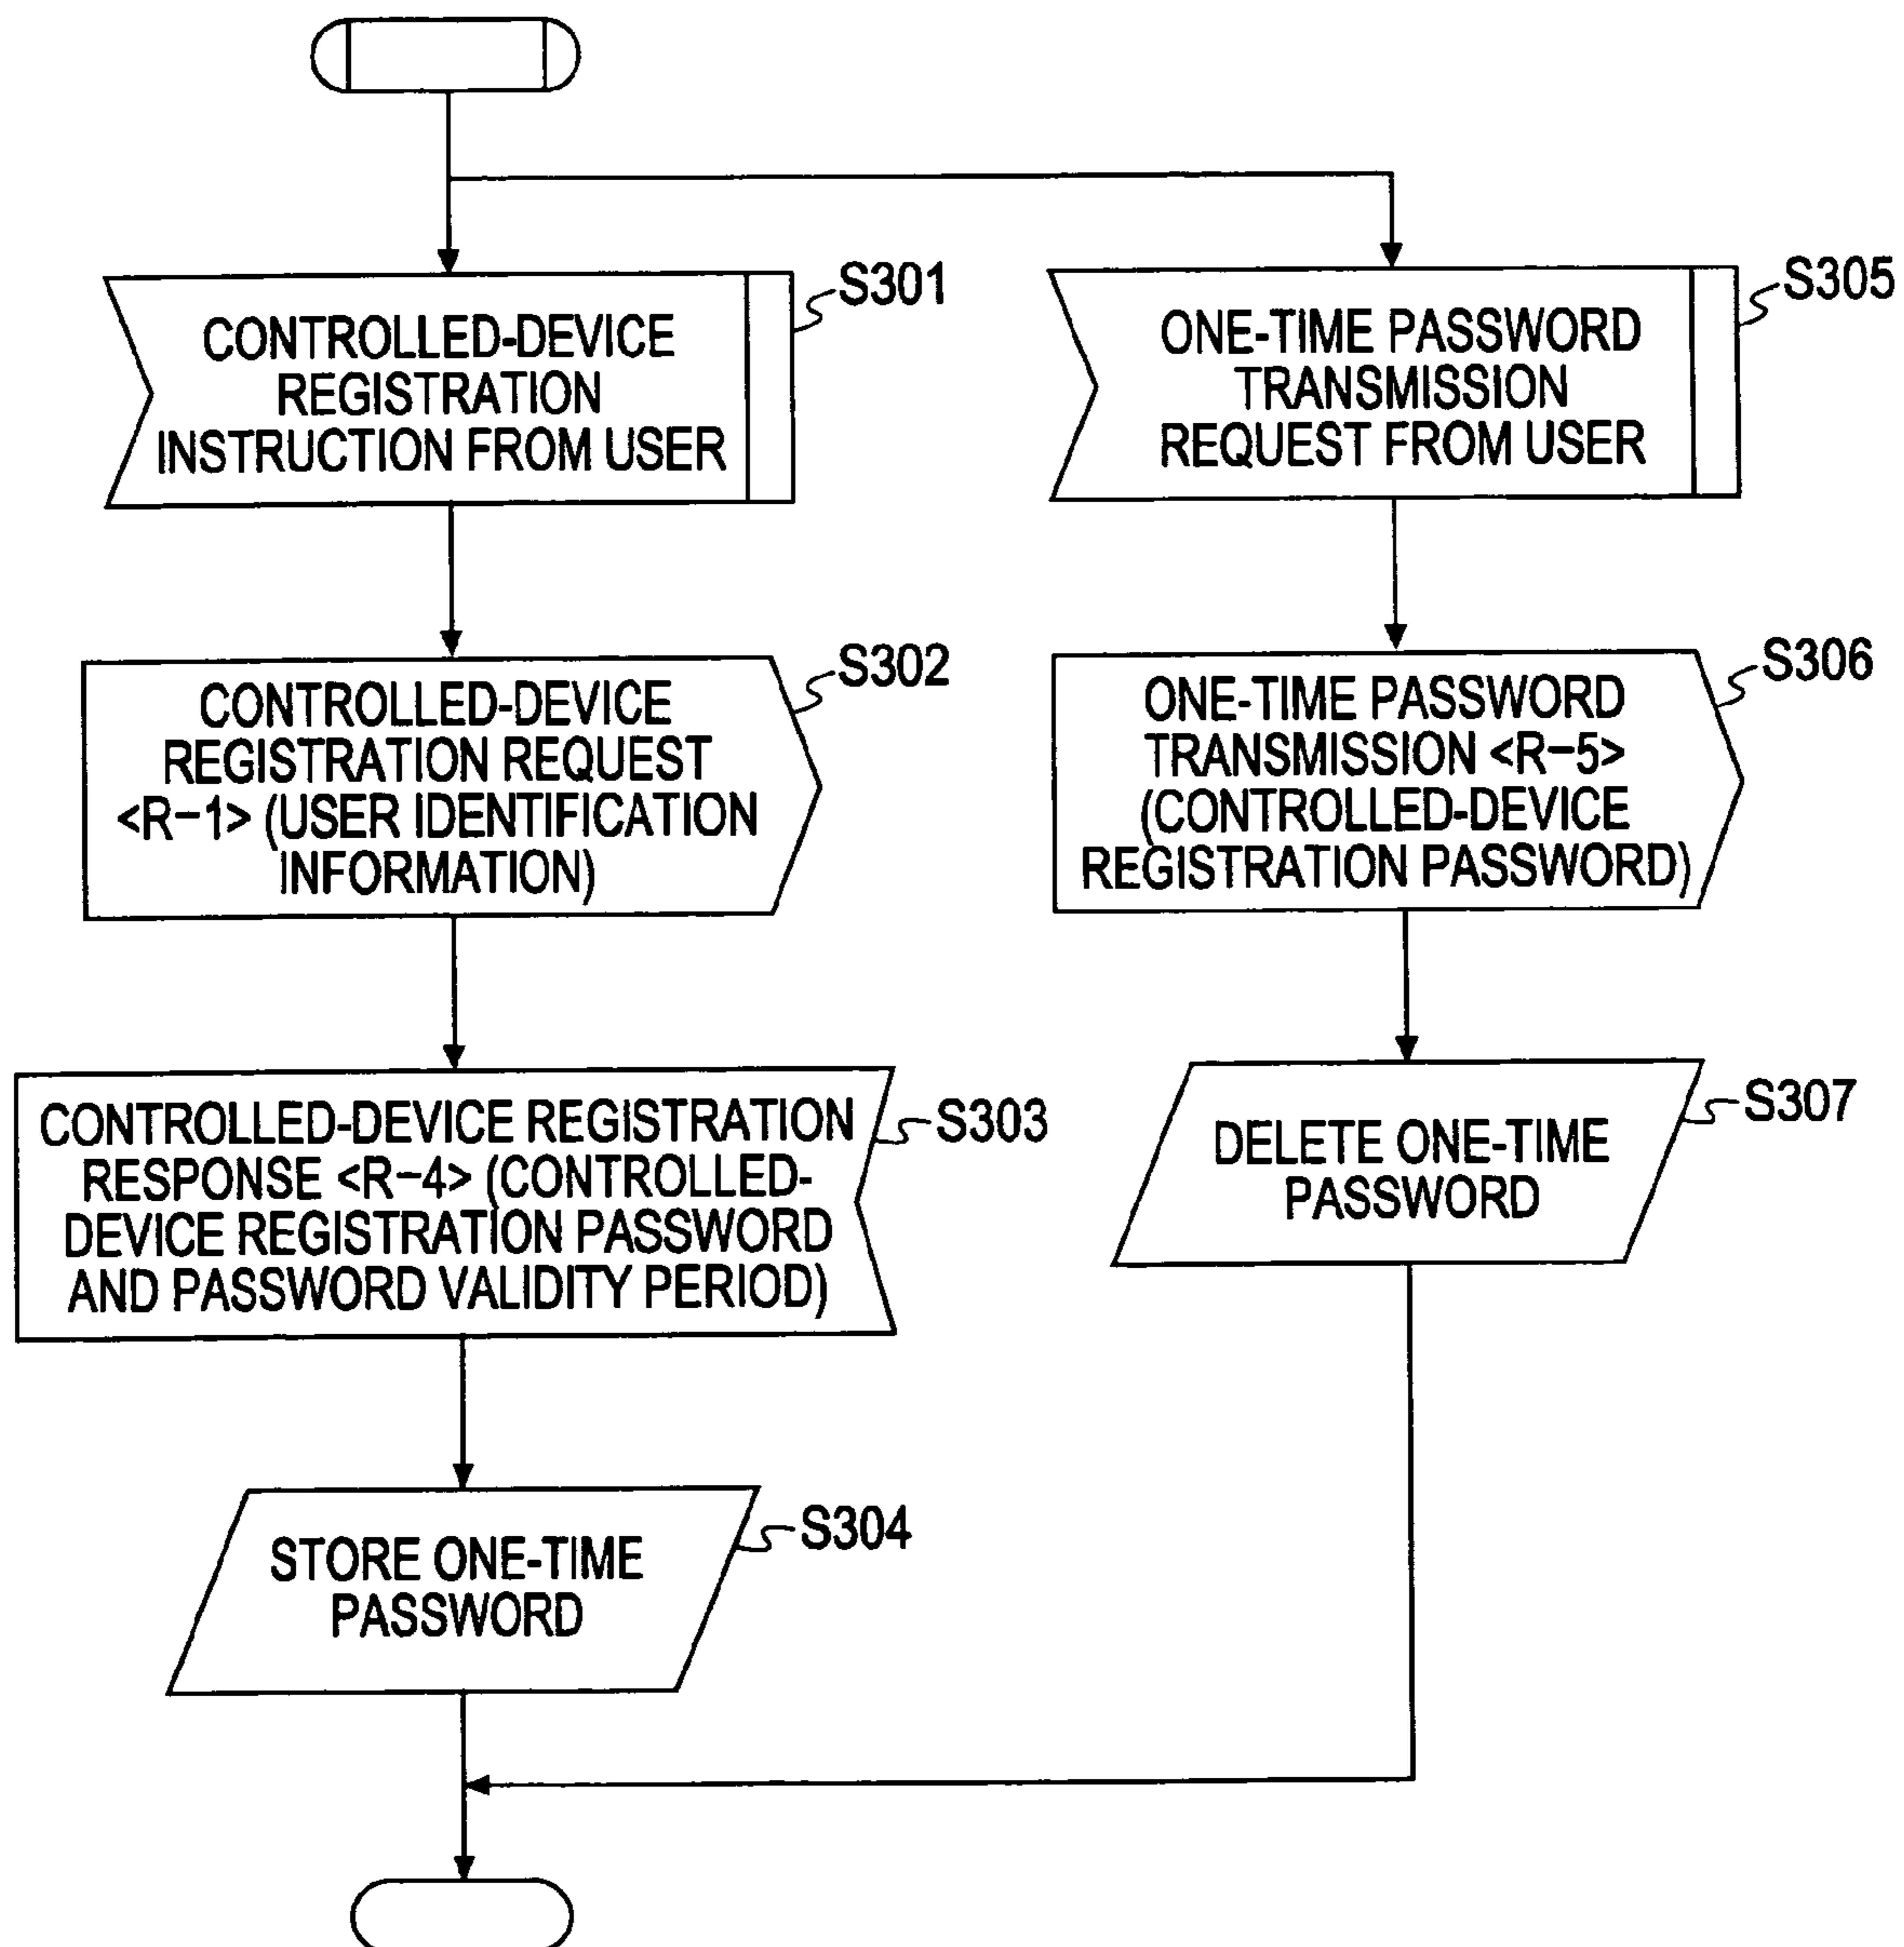 CONTROLLED-DEVICE
REGISTRATION
INSTRUCTION FROM USER
S301
CONTROLLED-DEVICE
REGISTRATION REQUEST
<R-1> (USER IDENTIFICATION
INFORMATION)
S302
CONTROLLED-DEVICE REGISTRATION
RESPONSE <R-4> (CONTROLLED-
DEVICE REGISTRATION PASSWORD
AND PASSWORD VALIDITY PERIOD)
S303
STORE ONE-TIME
PASSWORD
S304
ONE-TIME PASSWORD
TRANSMISSION
REQUEST FROM USER
S305
ONE-TIME PASSWORD
TRANSMISSION <R-5>
(CONTROLLED-DEVICE
REGISTRATION PASSWORD)
S306
DELETE ONE-TIME
PASSWORD
S307